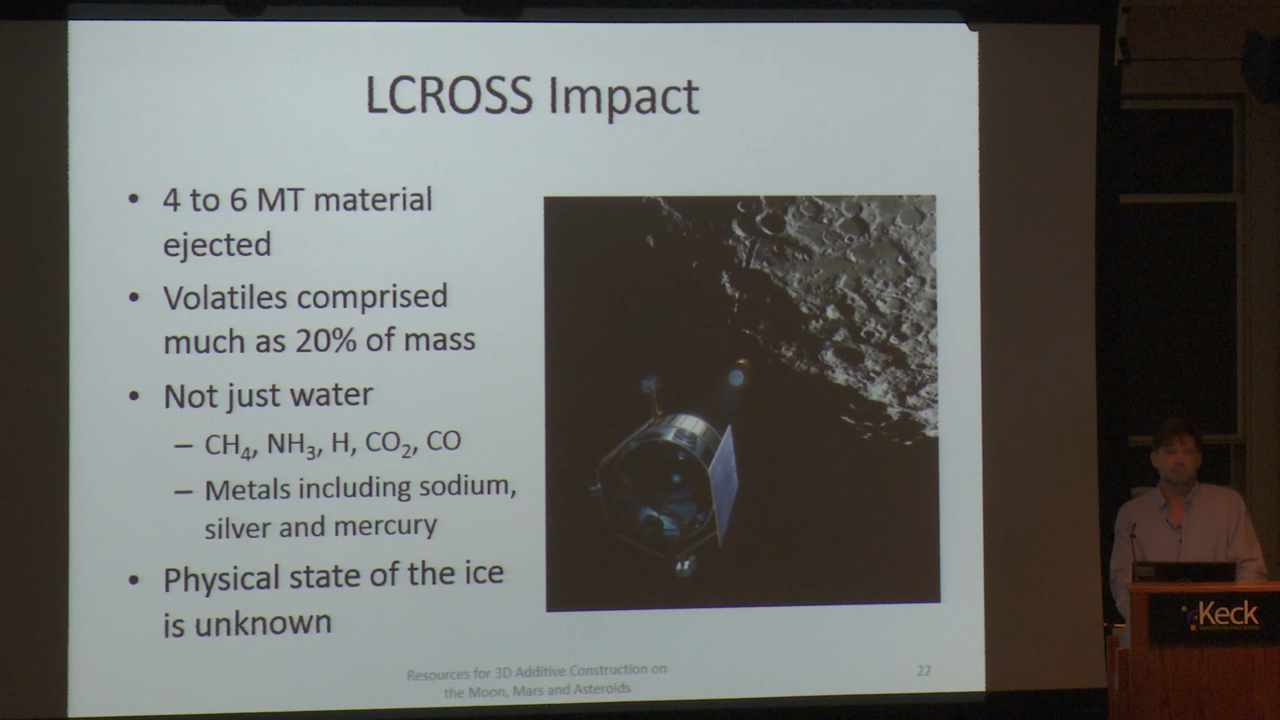 LCROSS Impact
• 4 to 6 MT material
ejected
• Volatiles comprised
much as 20% of mass
• Not just water
– CH₄, NH₃, H, CO₂, CO
– Metals including sodium,
silver and mercury
• Physical state of the ice
is unknown
Resources for 3D Additive Construction on
the Moon, Mars and Asteroids
22
Keck